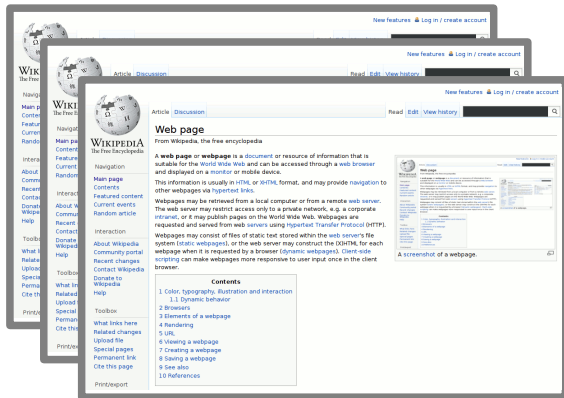 New features Log in / create account
New features Log in / create account
New features Log in / create account
Article Discussion
Read Edit View history
Article Discussion
Read Edit View history
Article Discussion
Read Edit View history
WIKIPEDIA
The Free Encyclopedia
Navigation
Main page
Contents
Featured content
Current events
Random article
Interaction
About Wikipedia
Community portal
Recent changes
Contact Wikipedia
Donate to
Wikipedia
Help
Toolbox
What links here
Related changes
Upload file
Special pages
Permanent link
Cite this page
Print/export
Web page
From Wikipedia, the free encyclopedia
A web page or webpage is a document or resource of information that is
suitable for the World Wide Web and can be accessed through a web browser
and displayed on a monitor or mobile device.
This information is usually in HTML or XHTML format, and may provide navigation to
other webpages via hypertext links.
Webpages may be retrieved from a local computer or from a remote web server.
The web server may restrict access only to a private network, e.g. a corporate
intranet, or it may publish pages on the World Wide Web. Webpages are
requested and served from web servers using Hypertext Transfer Protocol (HTTP).
Webpages may consist of files of static text stored within the web server's file
system (static webpages), or the web server may construct the (X)HTML for each
webpage when it is requested by a browser (dynamic webpages). Client-side
scripting can make webpages more responsive to user input once in the client
browser.
A screenshot of a webpage.
Contents
1 Color, typography, illustration and interaction
1.1 Dynamic behavior
2 Browsers
3 Elements of a webpage
4 Rendering
5 URL
6 Viewing a webpage
7 Creating a webpage
8 Saving a webpage
9 See also
10 References